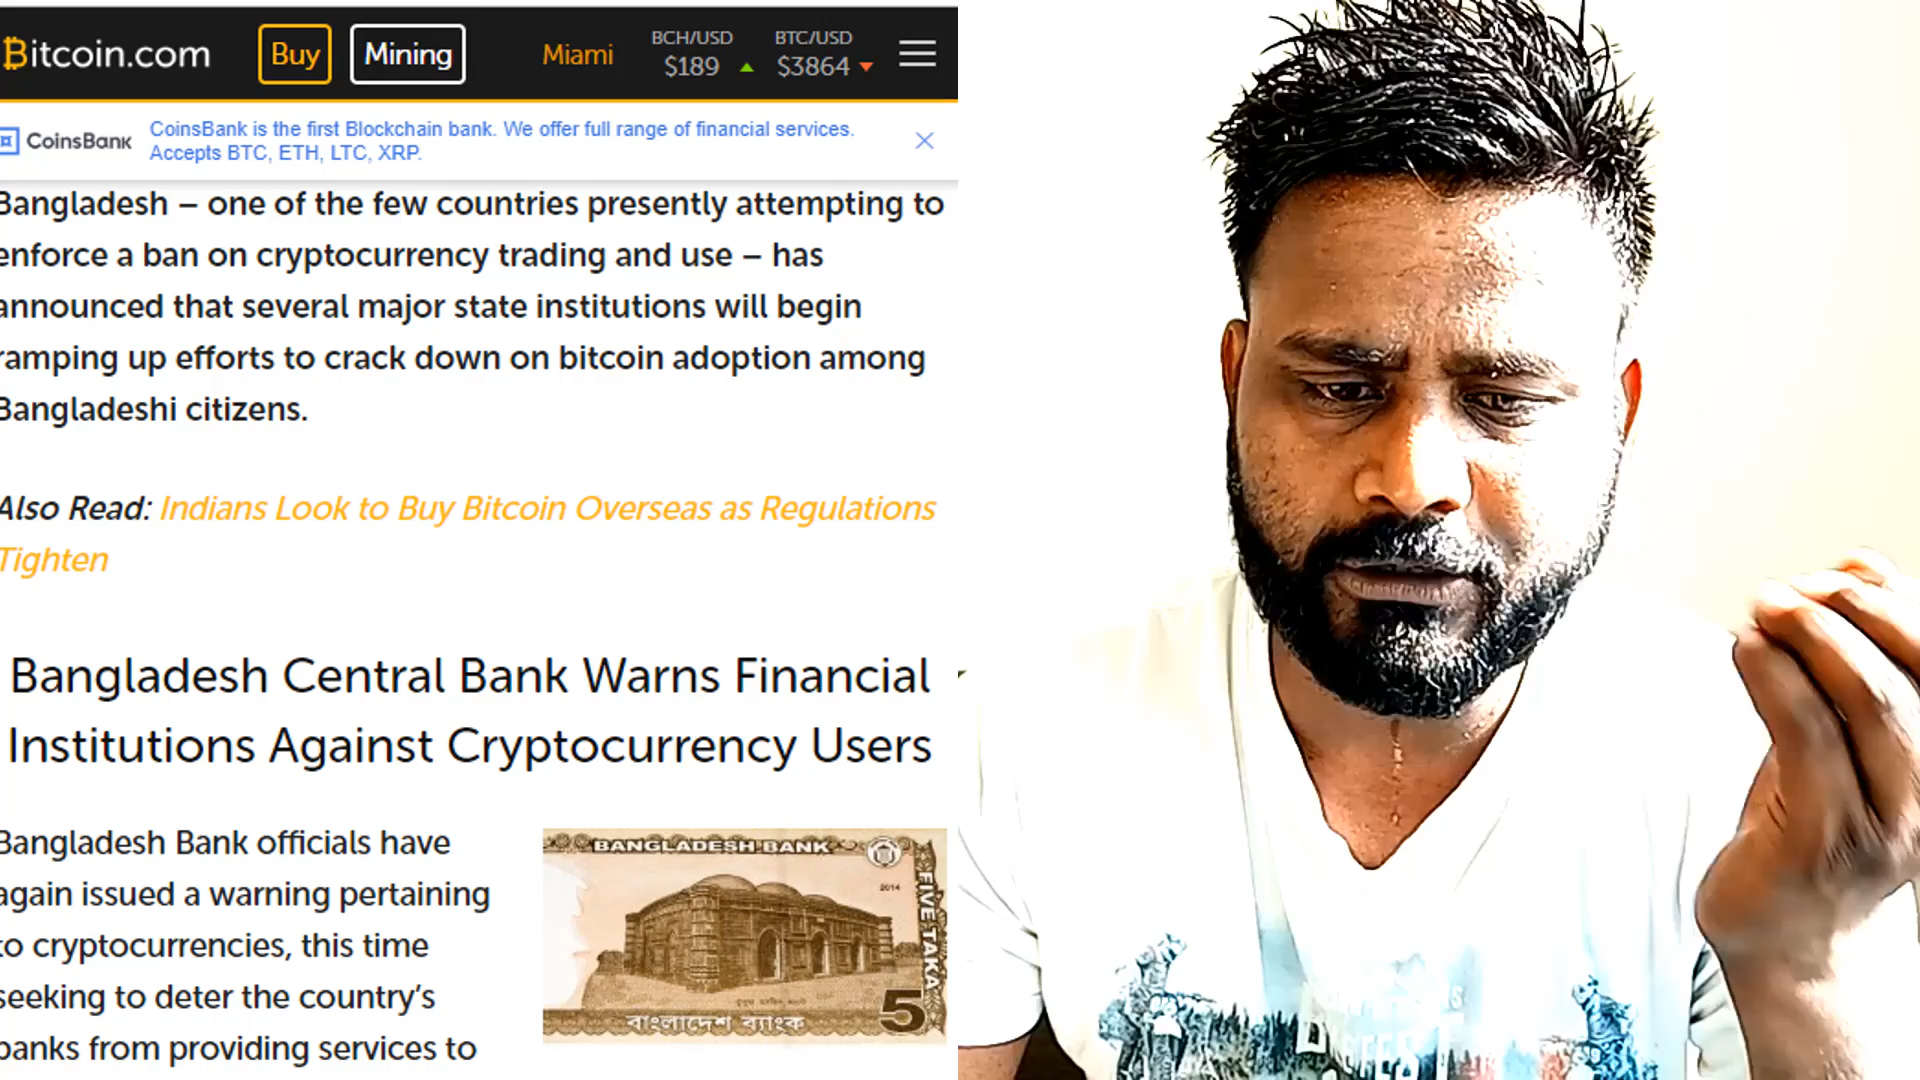 Bitcoin.com Buy Mining Miami BCH/USD $189 BTC/USD $3864
CoinsBank
CoinsBank is the first Blockchain bank. We offer full range of financial services.
Accepts BTC, ETH, LTC, XRP.
Bangladesh – one of the few countries presently attempting to
enforce a ban on cryptocurrency trading and use – has
announced that several major state institutions will begin
ramping up efforts to crack down on bitcoin adoption among
Bangladeshi citizens.
Also Read: Indians Look to Buy Bitcoin Overseas as Regulations
Tighten
Bangladesh Central Bank Warns Financial
Institutions Against Cryptocurrency Users
Bangladesh Bank officials have
again issued a warning pertaining
to cryptocurrencies, this time
seeking to deter the country's
banks from providing services to
BANGLADESH BANK
2014
FIVE TAKA
5
বাংলাদেশ ব্যাংক